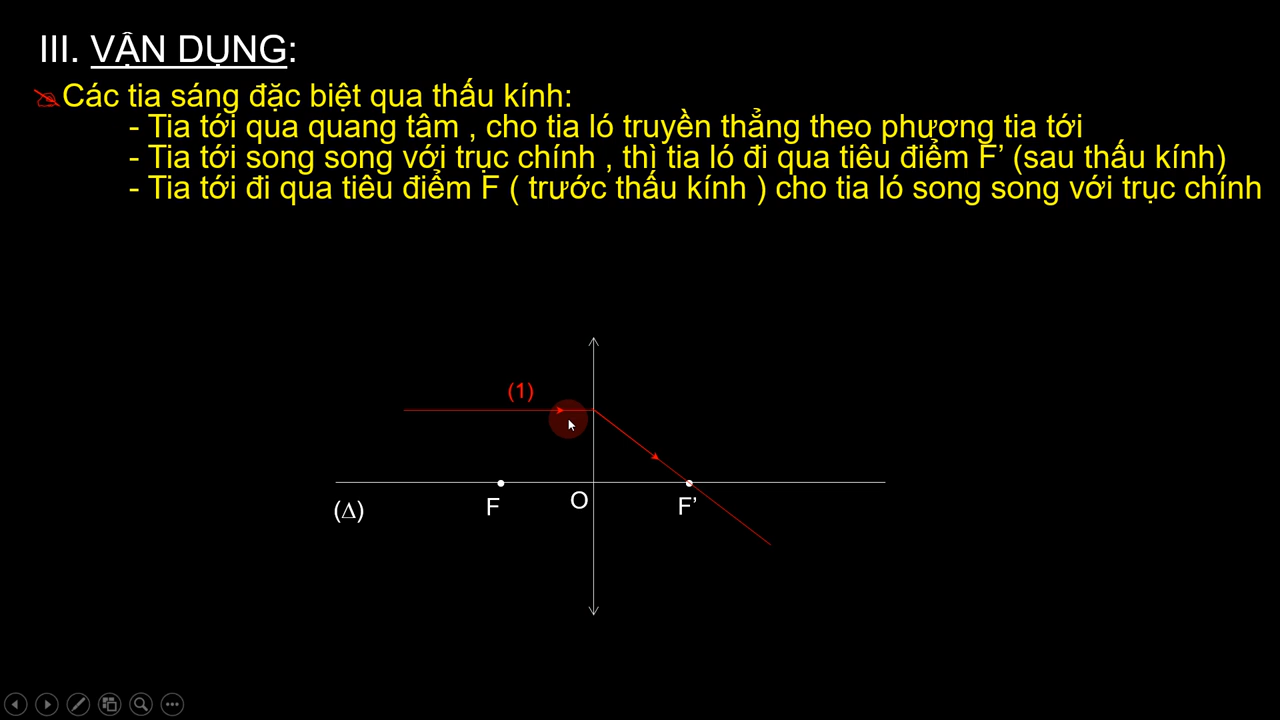 III. VẬN DỤNG:
Các tia sáng đặc biệt qua thấu kính:
- Tia tới qua quang tâm , cho tia ló truyền thẳng theo phương tia tới
- Tia tới song song với trục chính , thì tia ló đi qua tiêu điểm F’ (sau thấu kính)
- Tia tới đi qua tiêu điểm F ( trước thấu kính ) cho tia ló song song với trục chính
(1)
(Δ)
F
O
F’